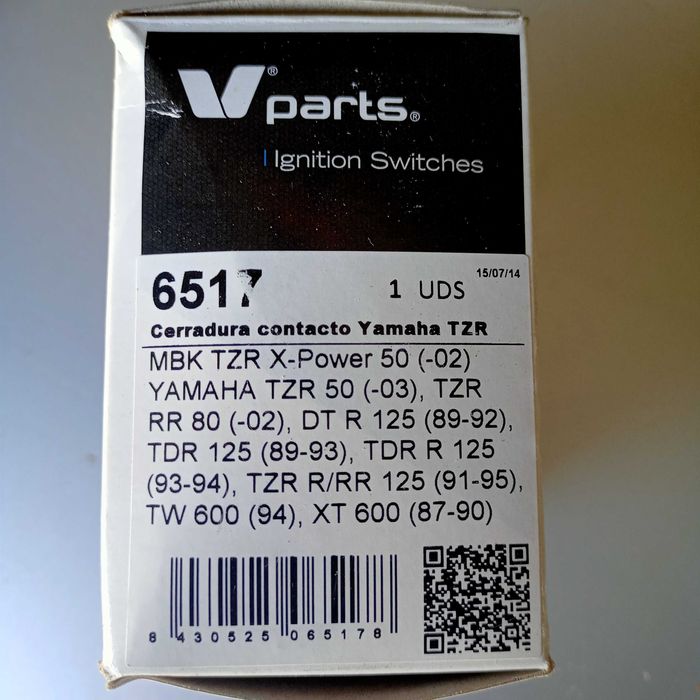 V® parts®
Ignition Switches
6517 1 UDS 15/07/14
Cerradura contacto Yamaha TZR
MBK TZR X-Power 50 (-02)
YAMAHA TZR 50 (-03), TZR
RR 80 (-02), DT R 125 (89-92),
TDR 125 (89-93), TDR R 125
(93-94), TZR R/RR 125 (91-95),
TW 600 (94), XT 600 (87-90)
8 430525 065178